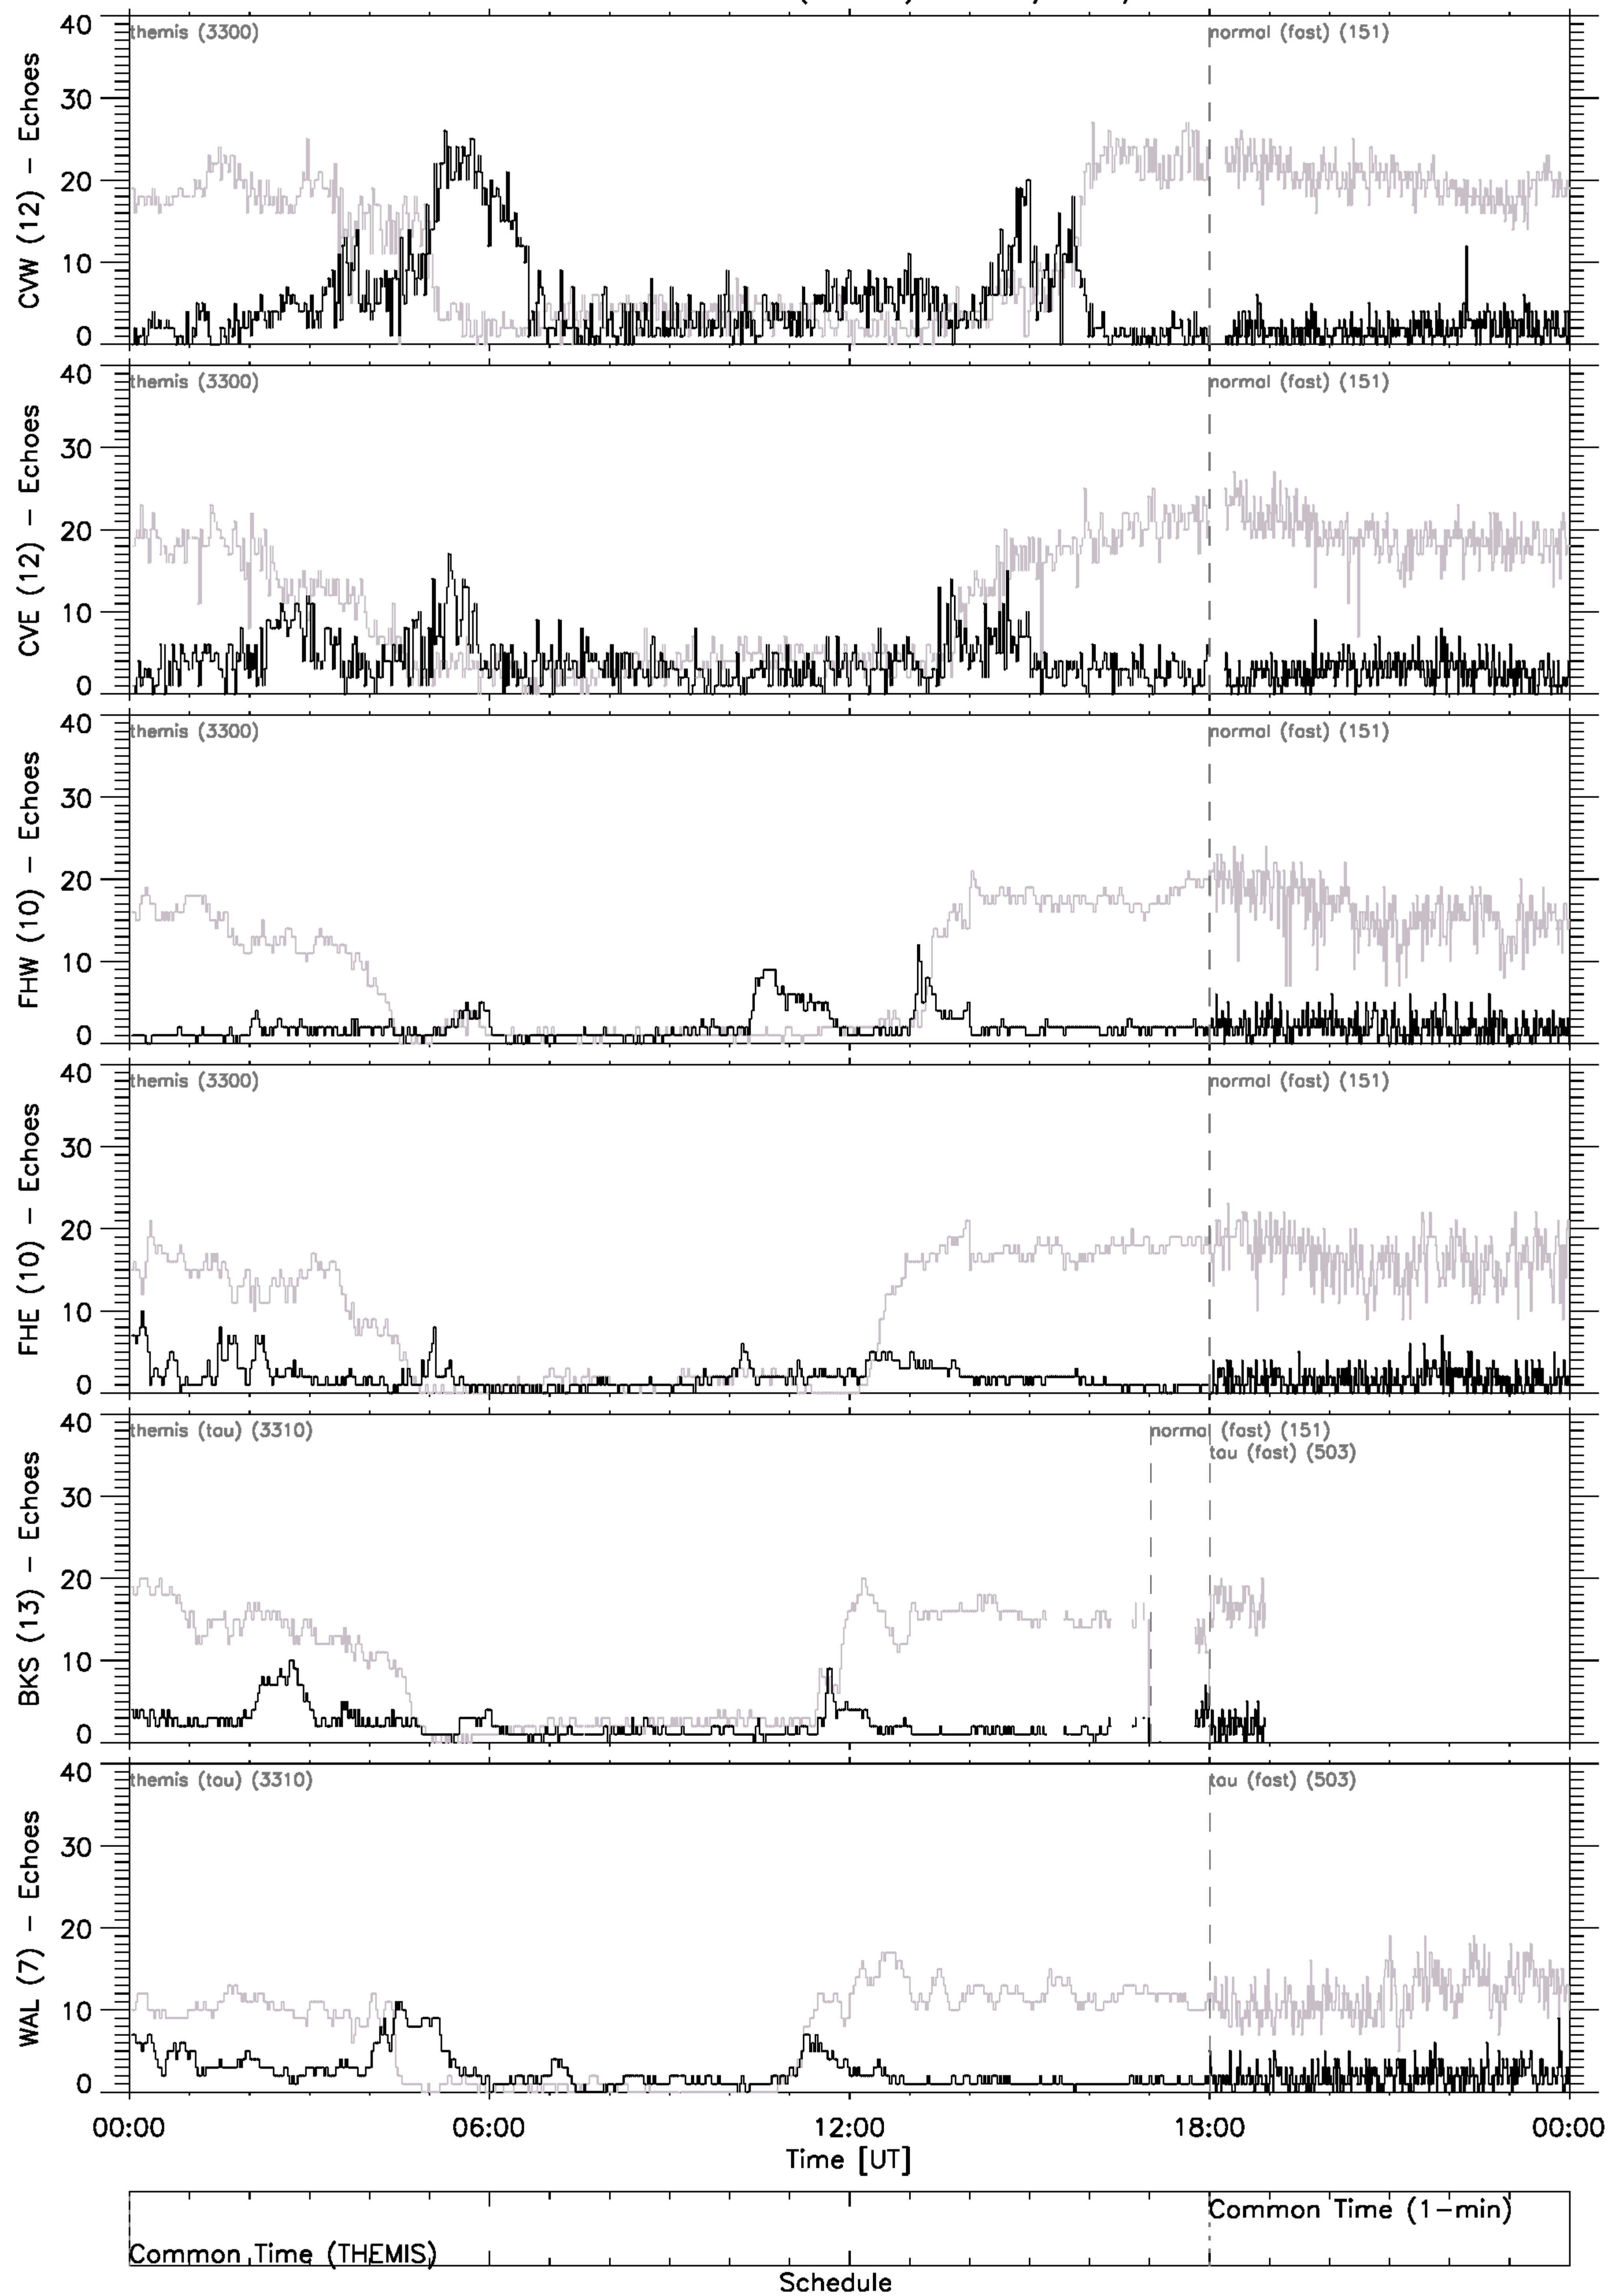 40
themis (3300)
normal (fast) (151)
30
20
10
0
CVW (12) – Echoes
40
themis (3300)
normal (fast) (151)
30
20
10
0
CVE (12) – Echoes
40
themis (3300)
normal (fast) (151)
30
20
10
0
FHW (10) – Echoes
40
themis (3300)
normal (fast) (151)
30
20
10
0
FHE (10) – Echoes
40
themis (tau) (3310)
normal (fast) (151)
tau (fast) (503)
30
20
10
0
BKS (13) – Echoes
40
themis (tau) (3310)
tau (fast) (503)
30
20
10
0
WAL (7) – Echoes
00:00 06:00 12:00 18:00 00:00
Time [UT]
Common Time (1–min)
Common Time (THEMIS)
Schedule